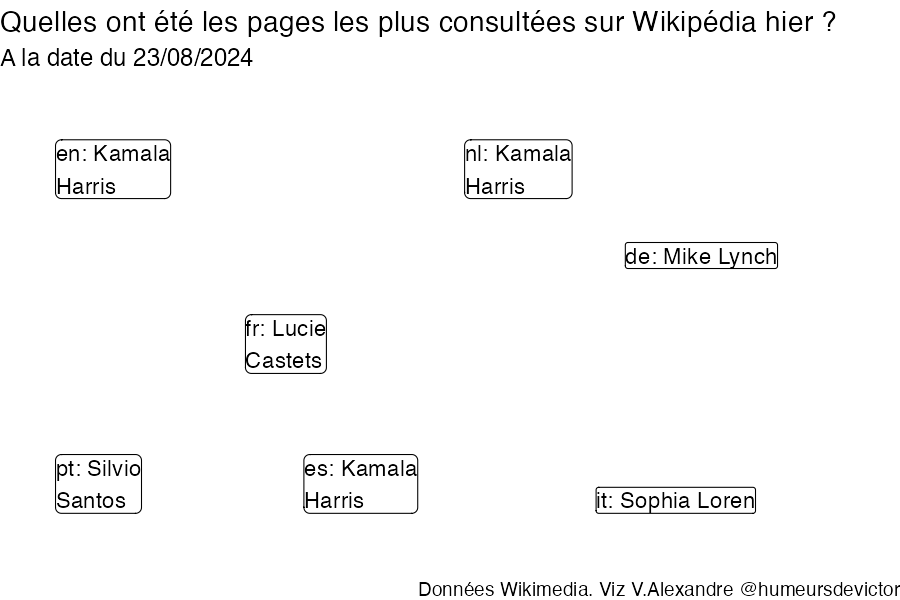 Quelles ont été les pages les plus consultées sur Wikipédia hier ?
A la date du 23/08/2024
en: Kamala
Harris
nl: Kamala
Harris
de: Mike Lynch
fr: Lucie
Castets
pt: Silvio
Santos
es: Kamala
Harris
it: Sophia Loren
Données Wikimedia. Viz V.Alexandre @humeursdevictor